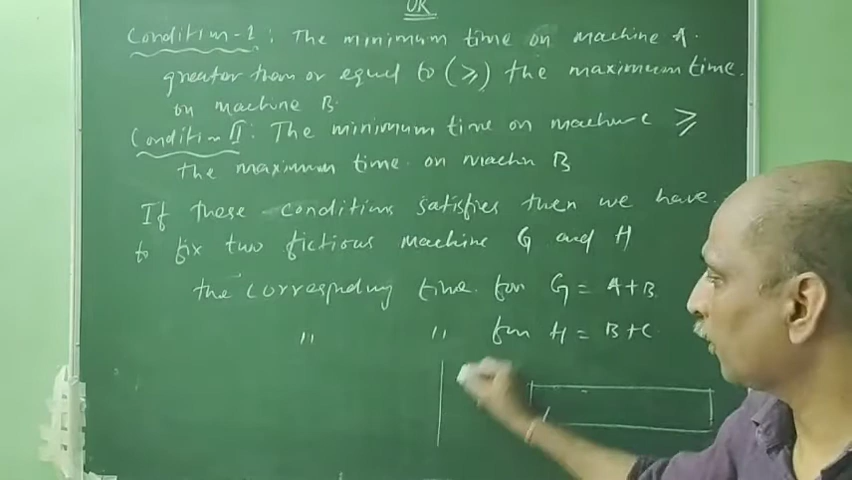 OR
Condition-I: The minimum time on machine A.
greater than or equal to (≥) the maximum time.
on machine B.
Condition II: The minimum time on machine ≥
the maximum time on machin B
If these conditions satisfies then we have
to fix two fictious machine G and H
the corresponding time for G = A+B
" " for H = B+C